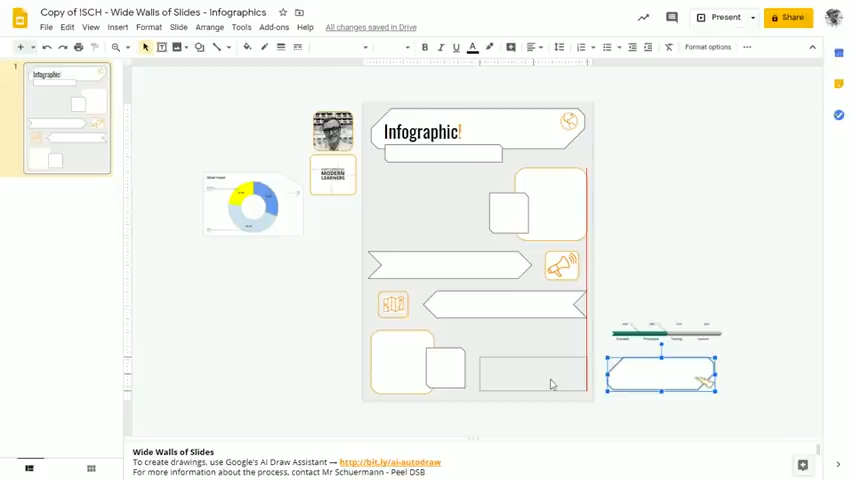 Copy of !SCH - Wide Walls of Slides - Infographics
File Edit View Insert Format Slide Arrange Tools Add-ons Help All changes saved in Drive
Present
Share
Format options
1
Infographic!
Infographic!
MODERN
LEARNERS
Wide Walls of Slides
To create drawings, use Google's AI Draw Assistant — http://bit.ly/ai-autodraw
For more information about the process, contact Mr Schuermann - Peel DSB